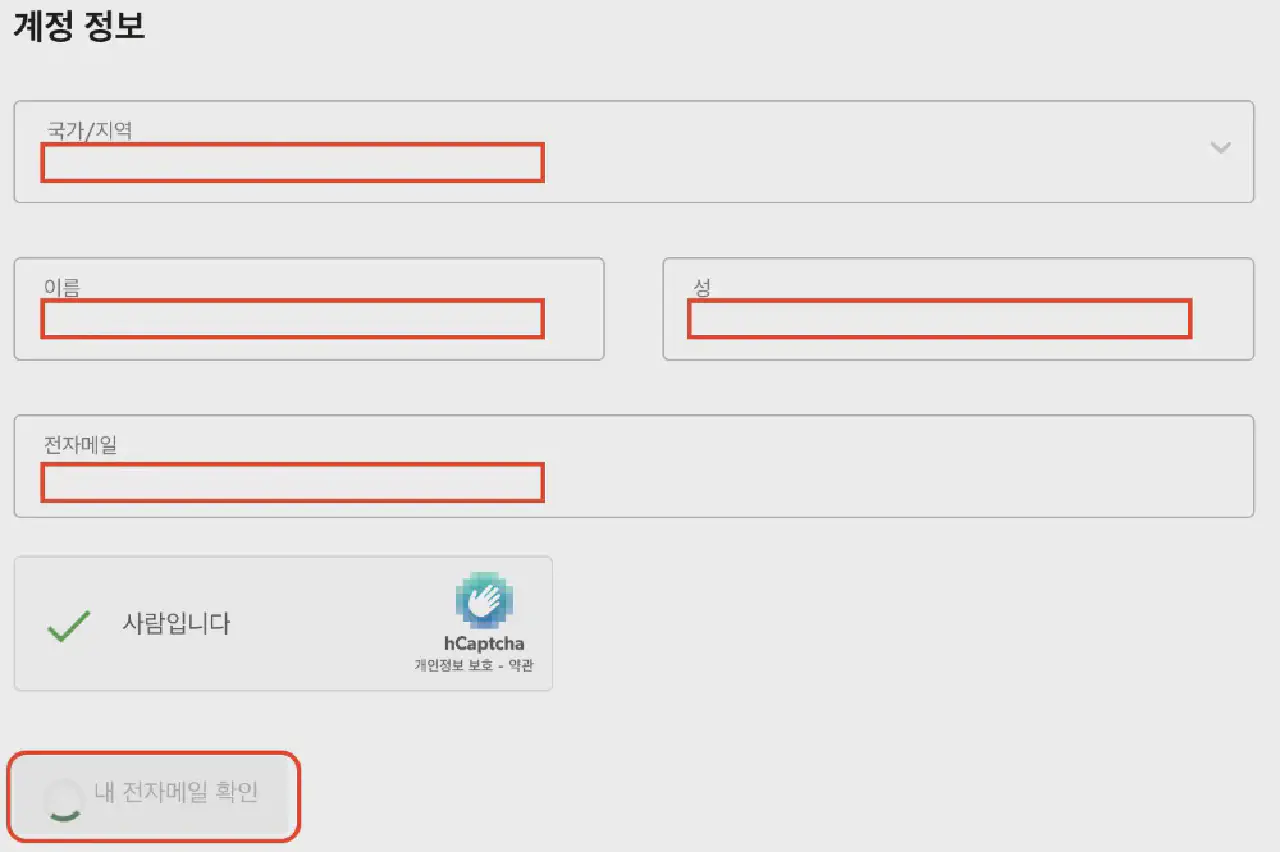 계정 정보
국가/지역
이름
성
전자메일
사람입니다
hCaptcha
개인정보 보호 - 약관
내 전자메일 확인